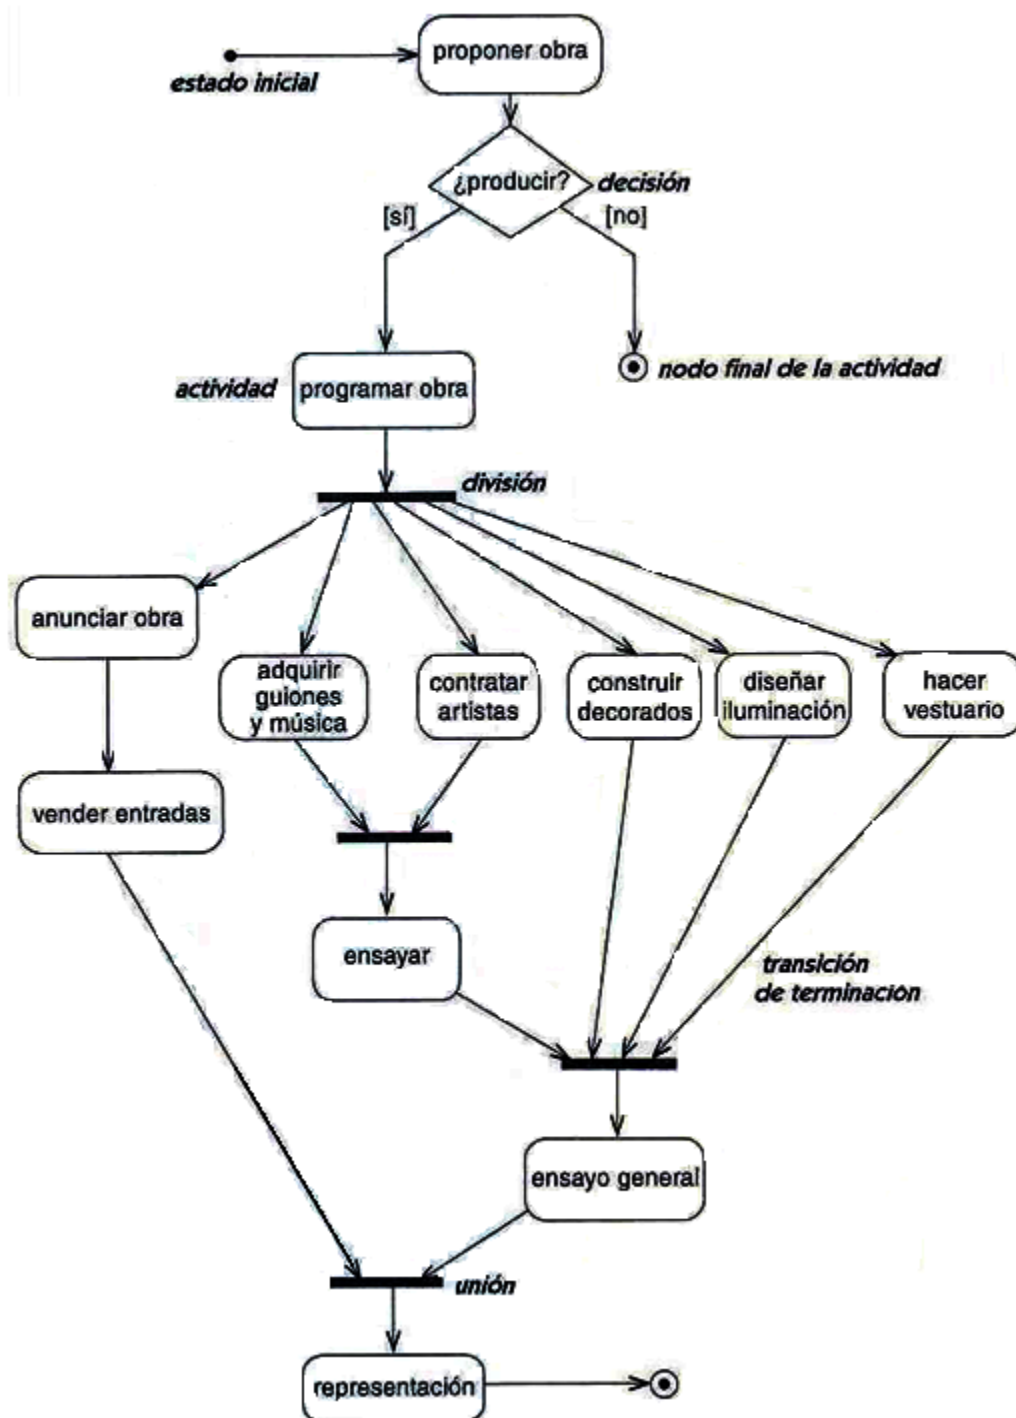 proponer obra
estado inicial
¿producir?
decisión
[sí]
[no]
actividad
programar obra
nodo final de la actividad
división
anunciar obra
adquirir
guiones
y música
contratar
artistas
construir
decorados
diseñar
iluminación
hacer
vestuario
vender entradas
ensayar
transición
de terminación
ensayo general
unión
representación